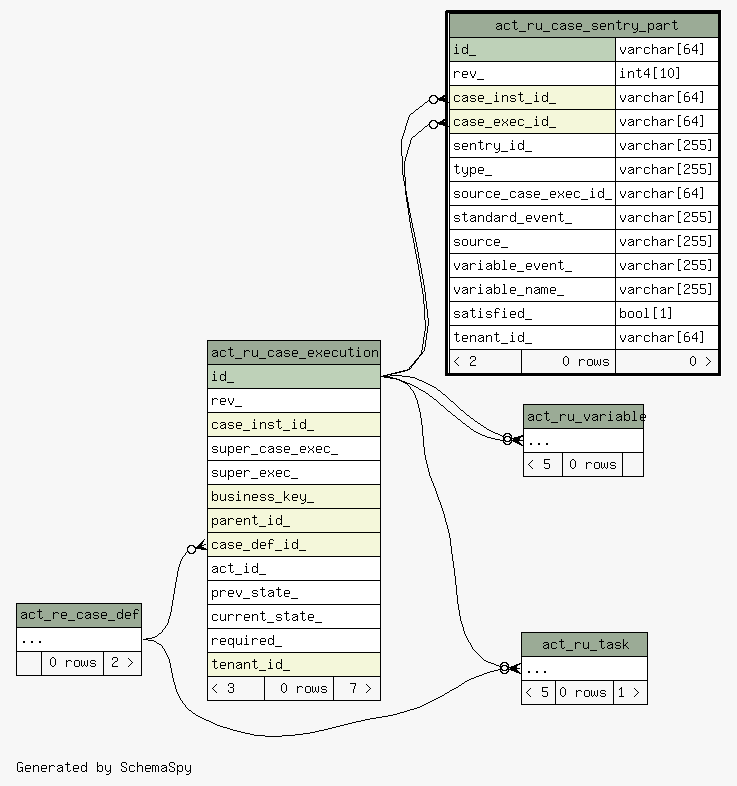 act_ru_case_sentry_part
id_ varchar[64]
rev_ int4[10]
case_inst_id_ varchar[64]
case_exec_id_ varchar[64]
sentry_id_ varchar[255]
type_ varchar[255]
source_case_exec_id_ varchar[64]
standard_event_ varchar[255]
source_ varchar[255]
variable_event_ varchar[255]
variable_name_ varchar[255]
satisfied_ bool[1]
tenant_id_ varchar[64]
< 2 0 rows 0 >
act_ru_case_execution
id_
rev_
case_inst_id_
super_case_exec_
super_exec_
business_key_
parent_id_
case_def_id_
act_id_
prev_state_
current_state_
required_
tenant_id_
< 3 0 rows 7 >
act_ru_variable
...
< 5 0 rows
act_re_case_def
...
0 rows 2 >
act_ru_task
...
< 5 0 rows 1 >
Generated by SchemaSpy